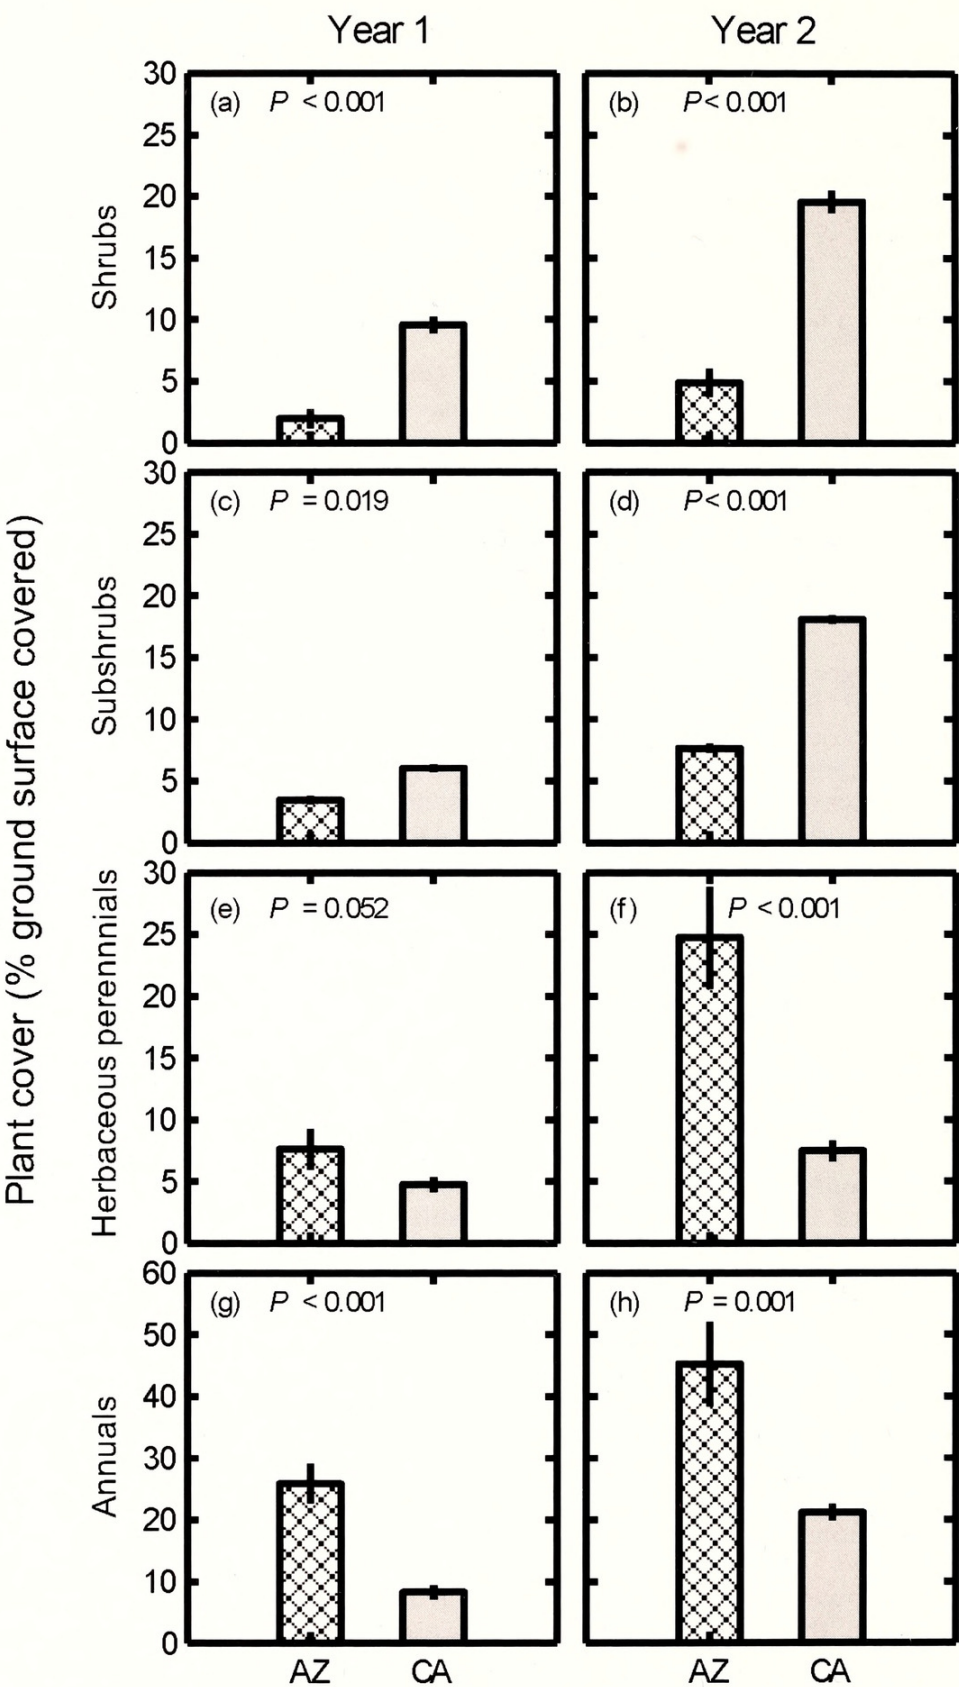 Year 1
Year 2
Plant cover (% ground surface covered)
Shrubs
30
25
20
15
10
5
0
(a) P < 0.001
(b) P< 0.001
Subshrubs
30
25
20
15
10
5
0
(c) P = 0.019
(d) P< 0.001
Herbaceous perennnials
30
25
20
15
10
5
0
(e) P = 0.052
(f) P < 0.001
Annuals
60
50
40
30
20
10
0
(g) P < 0.001
(h) P = 0.001
AZ CA
AZ CA